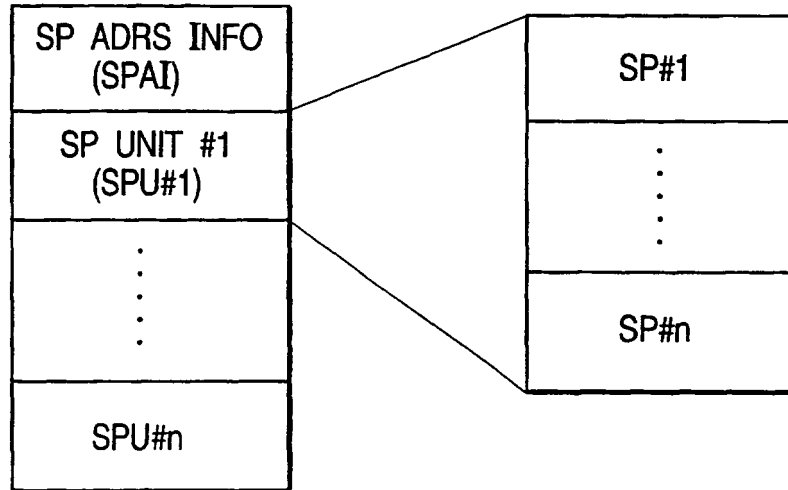 SP ADRS INFO
(SPAI)
SP UNIT #1
(SPU#1)
SPU#n
SP#1
SP#n